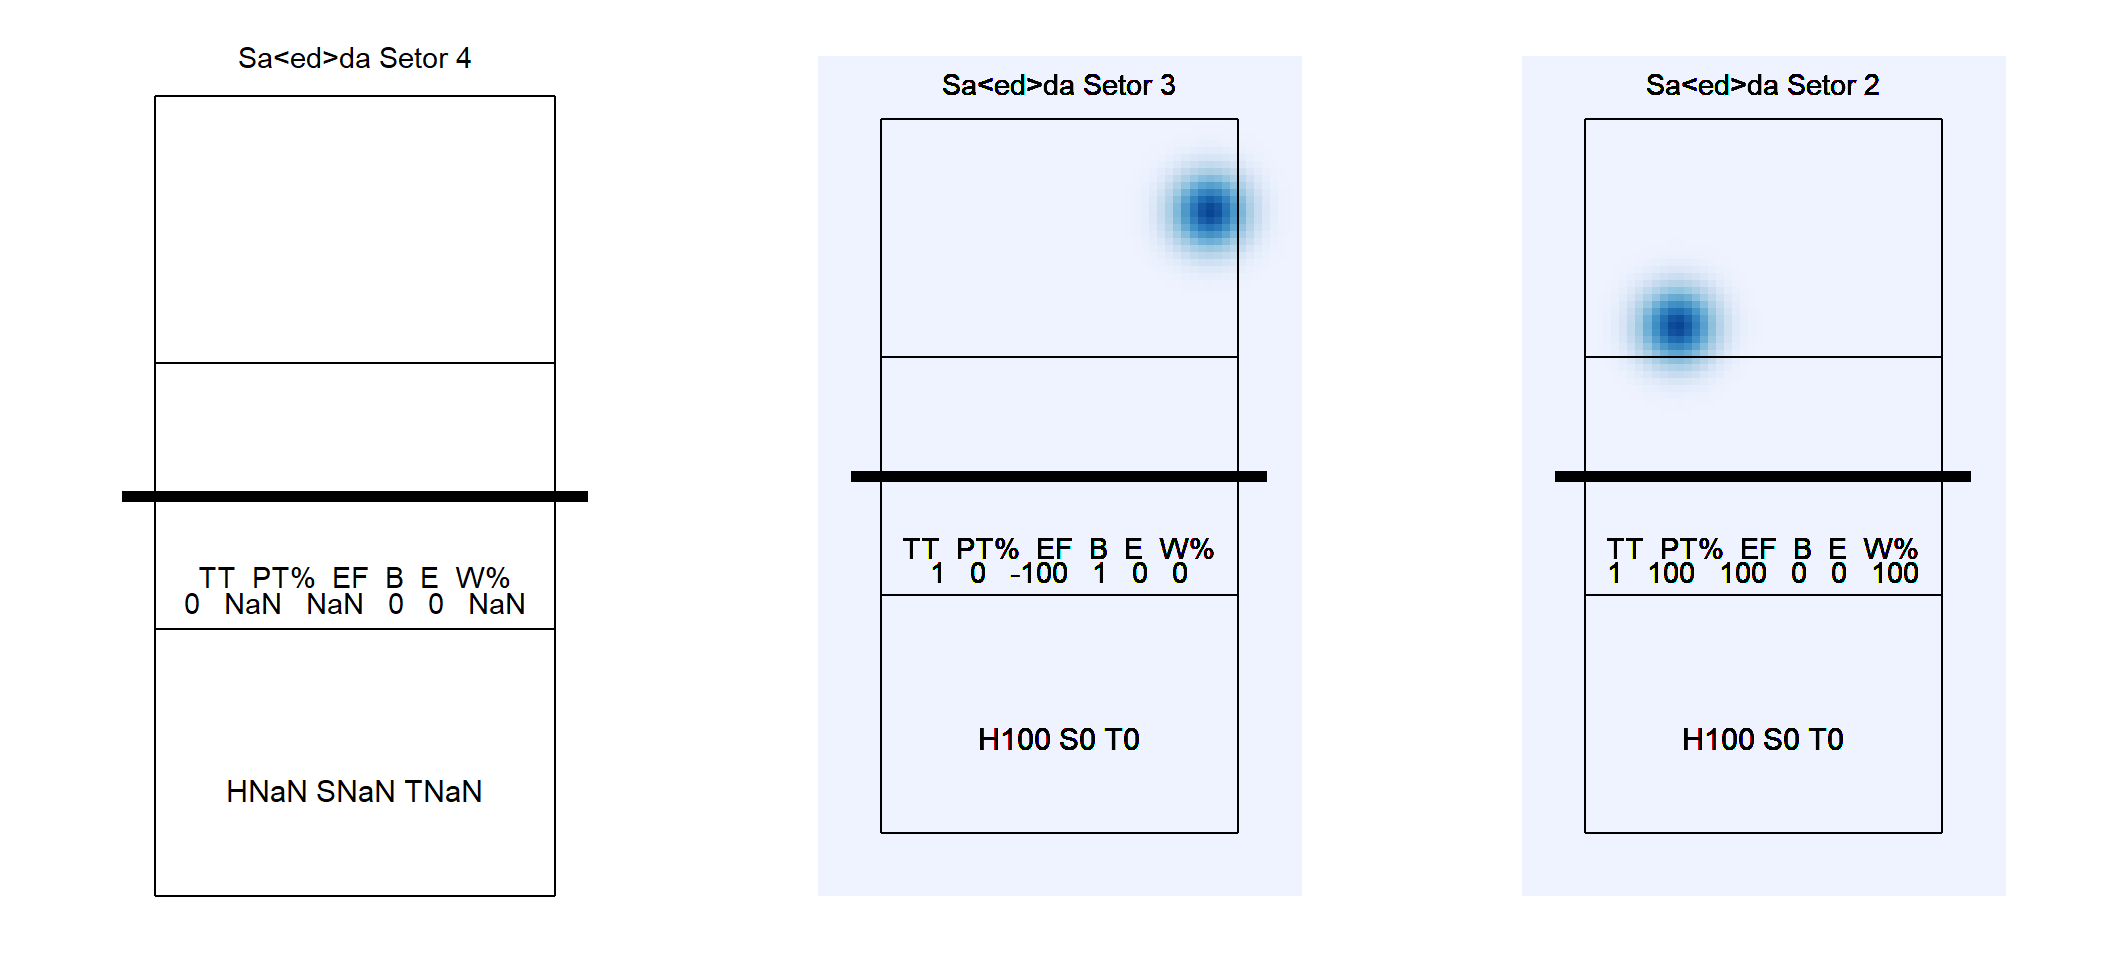 Sa<ed>da Setor 4
TT PT% EF B E W%
0 NaN NaN 0 0 NaN
HNaN SNaN TNaN
Sa<ed>da Setor 3
TT PT% EF B E W%
1 0 -100 1 0 0
H100 S0 T0
Sa<ed>da Setor 2
TT PT% EF B E W%
1 100 100 0 0 100
H100 S0 T0